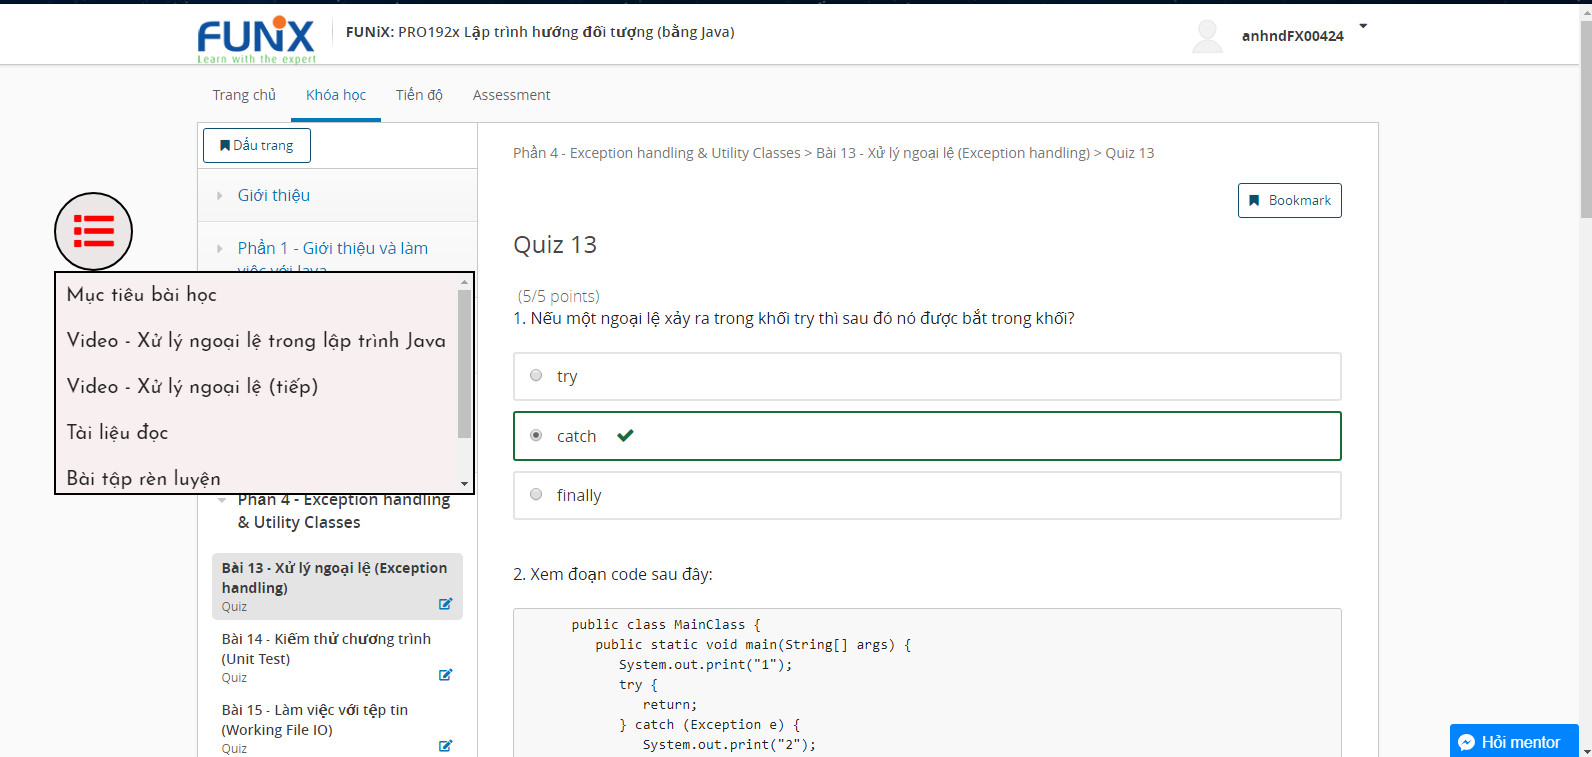 FUNiX
Learn with the expert
FUNiX: PRO192x Lập trình hướng đối tượng (bằng Java)
anhndFX00424
Trang chủ
Khóa học
Tiến độ
Assessment
Dấu trang
Giới thiệu
Phần 1 - Giới thiệu và làm
việc với Java
Mục tiêu bài học
Video - Xử lý ngoại lệ trong lập trình Java
Video - Xử lý ngoại lệ (tiếp)
Tài liệu đọc
Bài tập rèn luyện
Phần 4 - Exception handling
& Utility Classes
Bài 13 - Xử lý ngoại lệ (Exception
handling)
Quiz
Bài 14 - Kiểm thử chương trình
(Unit Test)
Quiz
Bài 15 - Làm việc với tệp tin
(Working File IO)
Quiz
Phần 4 - Exception handling & Utility Classes > Bài 13 - Xử lý ngoại lệ (Exception handling) > Quiz 13
Bookmark
Quiz 13
(5/5 points)
1. Nếu một ngoại lệ xảy ra trong khối try thì sau đó nó được bắt trong khối?
try
catch
finally
2. Xem đoạn code sau đây:
public class MainClass {
public static void main(String[] args) {
System.out.print("1");
try {
return;
} catch (Exception e) {
System.out.print("2");
Hỏi mentor